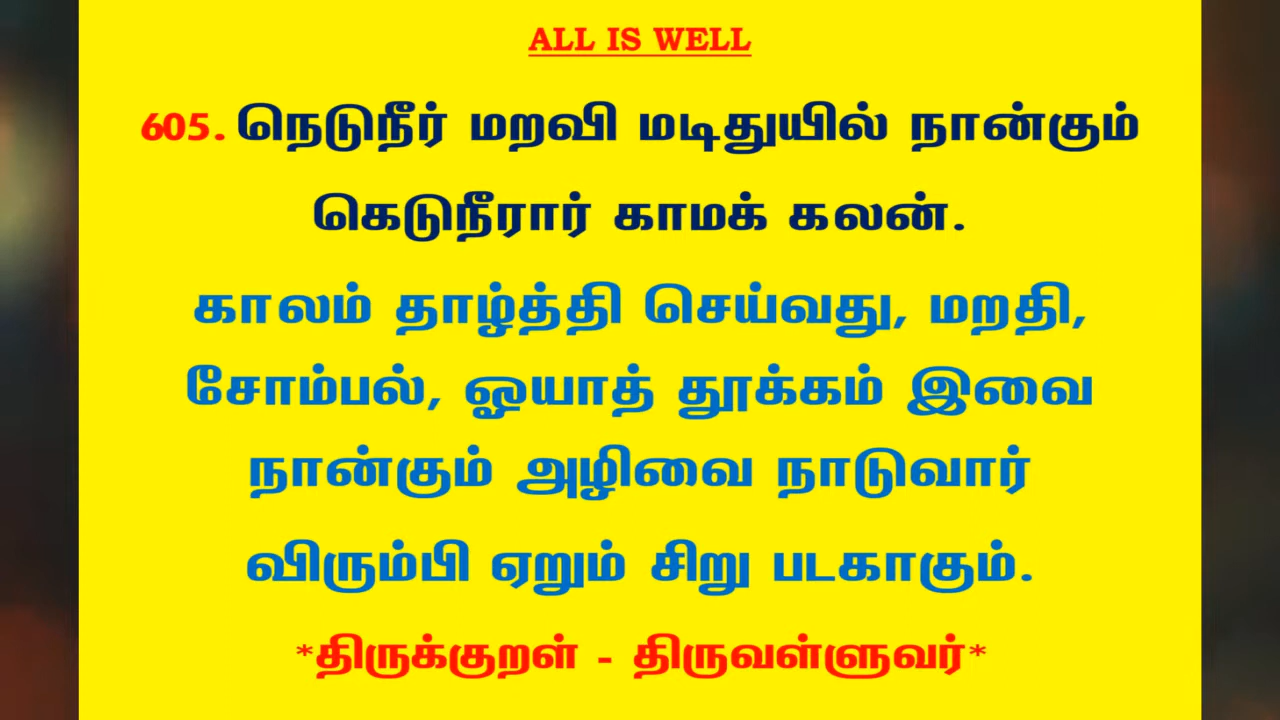 ALL IS WELL
605. நெடுநீர் மறவி மடிதுயில் நான்கும்
கெடுநீரார் காமக் கலன்.
காலம் தாழ்த்தி செய்வது, மறதி,
சோம்பல், ஓயாத் தூக்கம் இவை
நான்கும் அழிவை நாடுவார்
விரும்பி ஏறும் சிறு படகாகும்.
*திருக்குறள் - திருவள்ளுவர்*